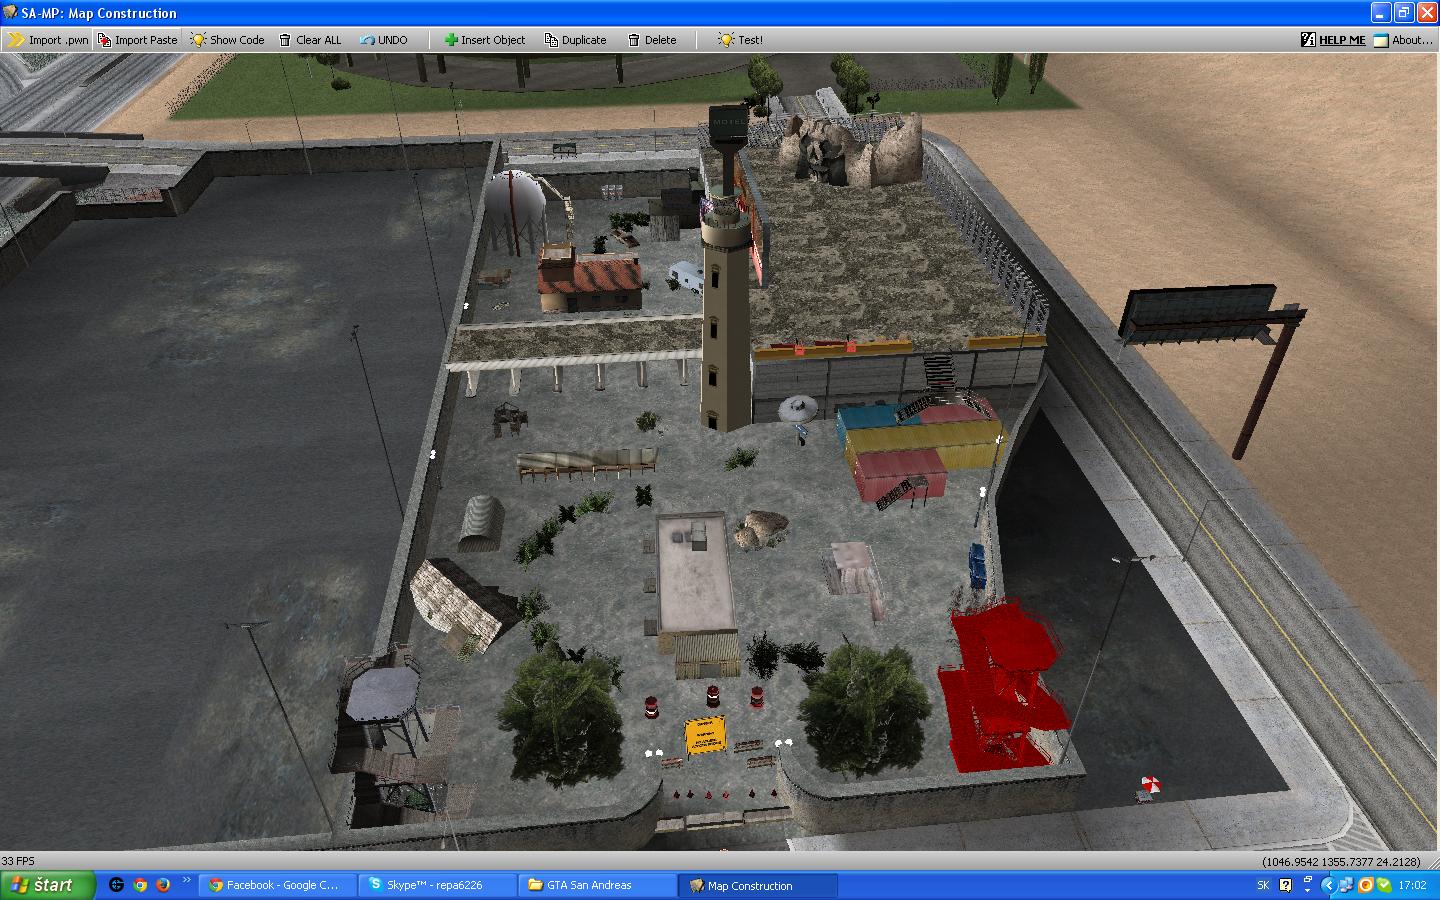 SA-MP: Map Construction
Import .pwn Import Paste Show Code Clear ALL UNDO Insert Object Duplicate Delete Test! HELP ME About...
MOTEL
33 FPS
(1046.9542 1355.7377 24.2128)
štart Facebook - Google C... Skype™ - repa6226 GTA San Andreas Map Construction SK 17:02